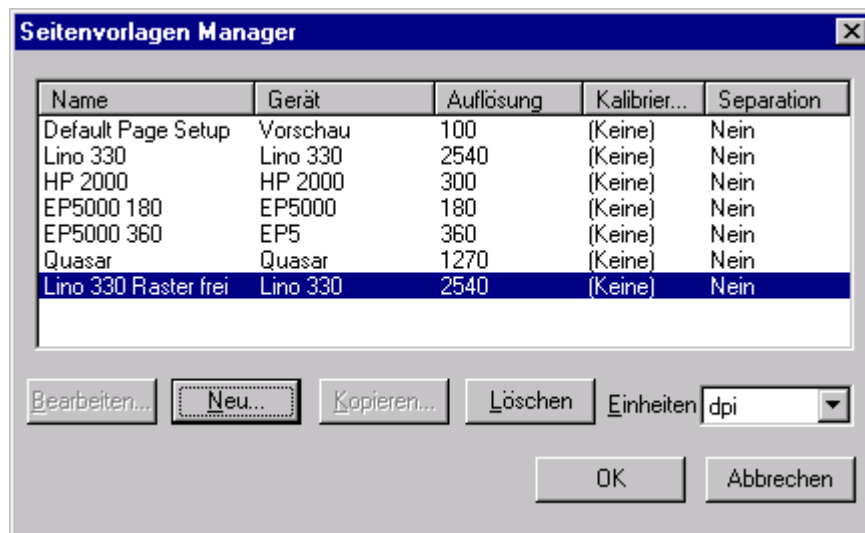 Seitenvorlagen Manager
Name Gerät Auflösung Kalibrier... Separation
Default Page Setup Vorschau 100 (Keine) Nein
Lino 330 Lino 330 2540 (Keine) Nein
HP 2000 HP 2000 300 (Keine) Nein
EP5000 180 EP5000 180 (Keine) Nein
EP5000 360 EP5 360 (Keine) Nein
Quasar Quasar 1270 (Keine) Nein
Lino 330 Raster frei Lino 330 2540 (Keine) Nein
Bearbeiten... Neu... Kopieren... Löschen Einheiten dpi
OK Abbrechen